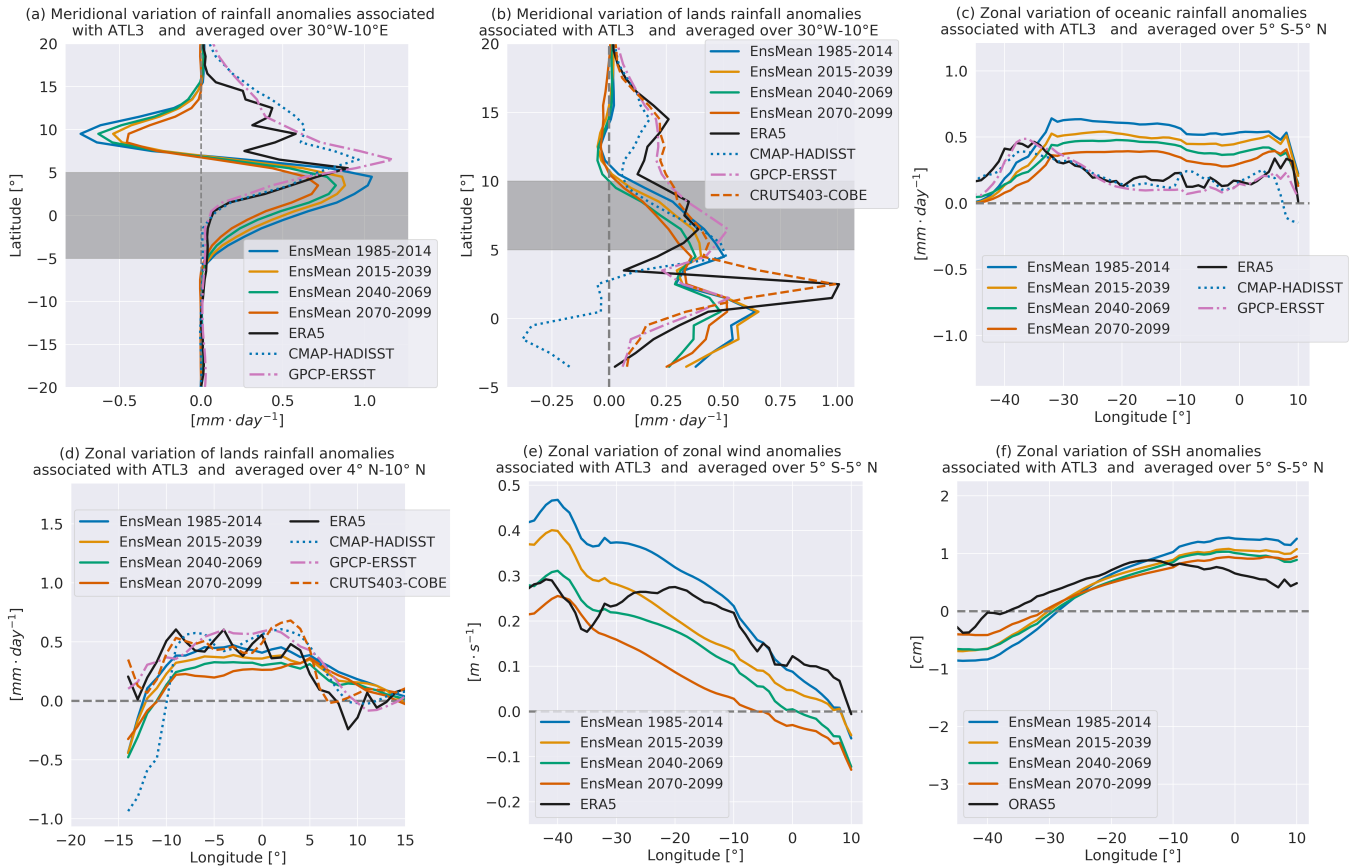 (a) Meridional variation of rainfall anomalies associated
with ATL3 and averaged over 30°W-10°E
20
15
10
5
0
−5
−10
−15
−20
Latitude [°]
−0.5
0.0
0.5
1.0
[mm · day⁻¹]
EnsMean 1985-2014
EnsMean 2015-2039
EnsMean 2040-2069
EnsMean 2070-2099
ERA5
CMAP-HADISST
GPCP-ERSST
(b) Meridional variation of lands rainfall anomalies
associated with ATL3 and averaged over 30°W-10°E
20
15
10
5
0
−5
Latitude [°]
−0.25
0.00
0.25
0.50
0.75
1.00
[mm · day⁻¹]
EnsMean 1985-2014
EnsMean 2015-2039
EnsMean 2040-2069
EnsMean 2070-2099
ERA5
CMAP-HADISST
GPCP-ERSST
CRUTS403-COBE
(c) Zonal variation of oceanic rainfall anomalies
associated with ATL3 and averaged over 5° S-5° N
1.0
0.5
0.0
−0.5
−1.0
[mm · day⁻¹]
−40
−30
−20
−10
0
10
Longitude [°]
EnsMean 1985-2014
EnsMean 2015-2039
EnsMean 2040-2069
EnsMean 2070-2099
ERA5
CMAP-HADISST
GPCP-ERSST
(d) Zonal variation of lands rainfall anomalies
associated with ATL3 and averaged over 4° N-10° N
1.5
1.0
0.5
0.0
−0.5
−1.0
[mm · day⁻¹]
−20
−15
−10
−5
0
5
10
15
Longitude [°]
EnsMean 1985-2014
EnsMean 2015-2039
EnsMean 2040-2069
EnsMean 2070-2099
ERA5
CMAP-HADISST
GPCP-ERSST
CRUTS403-COBE
(e) Zonal variation of zonal wind anomalies
associated with ATL3 and averaged over 5° S-5° N
0.5
0.4
0.3
0.2
0.1
0.0
−0.1
−0.2
[m · s⁻¹]
−40
−30
−20
−10
0
10
Longitude [°]
EnsMean 1985-2014
EnsMean 2015-2039
EnsMean 2040-2069
EnsMean 2070-2099
ERA5
(f) Zonal variation of SSH anomalies
associated with ATL3 and averaged over 5° S-5° N
2
1
0
−1
−2
−3
[cm]
−40
−30
−20
−10
0
10
Longitude [°]
EnsMean 1985-2014
EnsMean 2015-2039
EnsMean 2040-2069
EnsMean 2070-2099
ORAS5